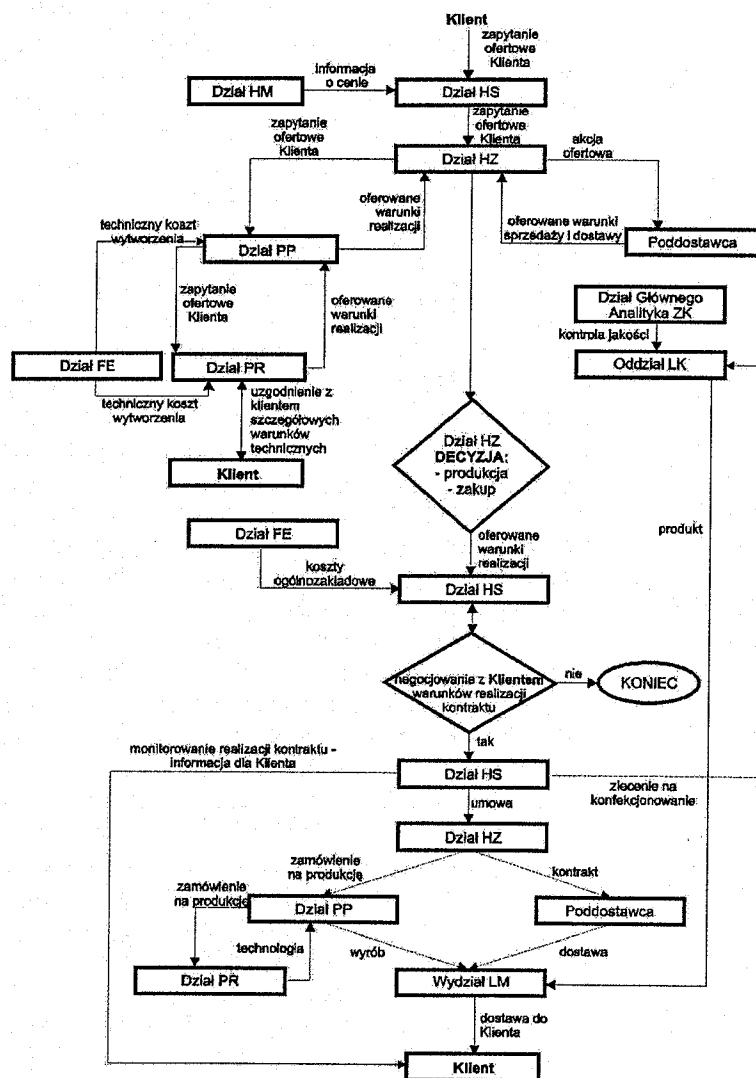 Klient
zapytanie
ofertowe
Klienta
informacja
o cenie
Dział HM
Dział HS
zapytanie
ofertowe
Klienta
zapytanie
ofertowe
Klienta
akcja
ofertowa
Dział HZ
oferowane
warunki
realizacji
techniczny koszt
wytworzenia
oferowane warunki
sprzedaży i dostawy
Dział PP
Poddostawca
zapytanie
ofertowe
Klienta
oferowane
warunki
realizacji
Dział Głównego
Analityka ZK
kontrola jakości
Dział FE
Dział PR
Oddział LK
techniczny koszt
wytworzenia
uzgodnienie z
klientem
szczegółowych
warunków
technicznych
Klient
Dział HZ
DECYZJA:
- produkcja
- zakup
produkt
Dział FE
oferowane
warunki
realizacji
koszty
ogólnozakładowe
Dział HS
negocjowanie z Klientem
warunków realizacji
kontraktu
nie
KONIEC
tak
monitorowanie realizacji kontraktu -
informacja dla Klienta
Dział HS
zlecenie na
konfekcjonowanie
umowa
Dział HZ
zamówienie
na produkcję
kontrakt
zamówienie
na produkcję
Dział PP
Poddostawca
technologia
wyrób
dostawa
Dział PR
Wydział LM
dostawa do
Klienta
Klient